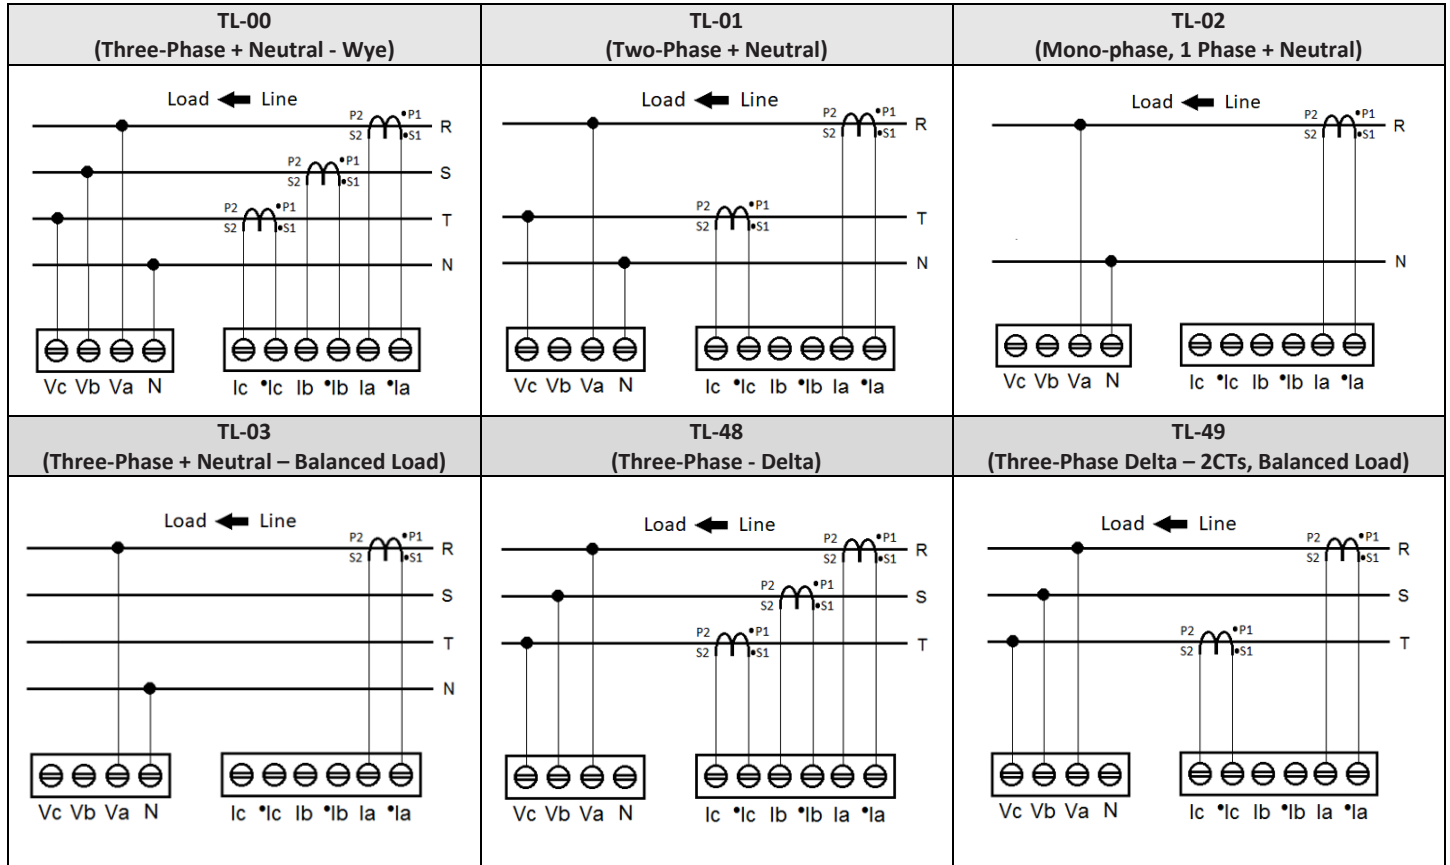 TL-00
(Three-Phase + Neutral - Wye)
Load Line
P2 •P1
S2 •S1
R
P2 •P1
S2 •S1
S
P2 •P1
S2 •S1
T
N
Vc Vb Va N Ic •Ic Ib •Ib Ia •Ia
TL-01
(Two-Phase + Neutral)
Load Line
P2 •P1
S2 •S1
R
P2 •P1
S2 •S1
T
N
Vc Vb Va N Ic •Ic Ib •Ib Ia •Ia
TL-02
(Mono-phase, 1 Phase + Neutral)
Load Line
P2 •P1
S2 •S1
R
N
Vc Vb Va N Ic •Ic Ib •Ib Ia •Ia
TL-03
(Three-Phase + Neutral – Balanced Load)
Load Line
P2 •P1
S2 •S1
R
S
T
N
Vc Vb Va N Ic •Ic Ib •Ib Ia •Ia
TL-48
(Three-Phase - Delta)
Load Line
P2 •P1
S2 •S1
R
P2 •P1
S2 •S1
S
P2 •P1
S2 •S1
T
Vc Vb Va N Ic •Ic Ib •Ib Ia •Ia
TL-49
(Three-Phase Delta – 2CTs, Balanced Load)
Load Line
P2 •P1
S2 •S1
R
S
P2 •P1
S2 •S1
T
Vc Vb Va N Ic •Ic Ib •Ib Ia •Ia